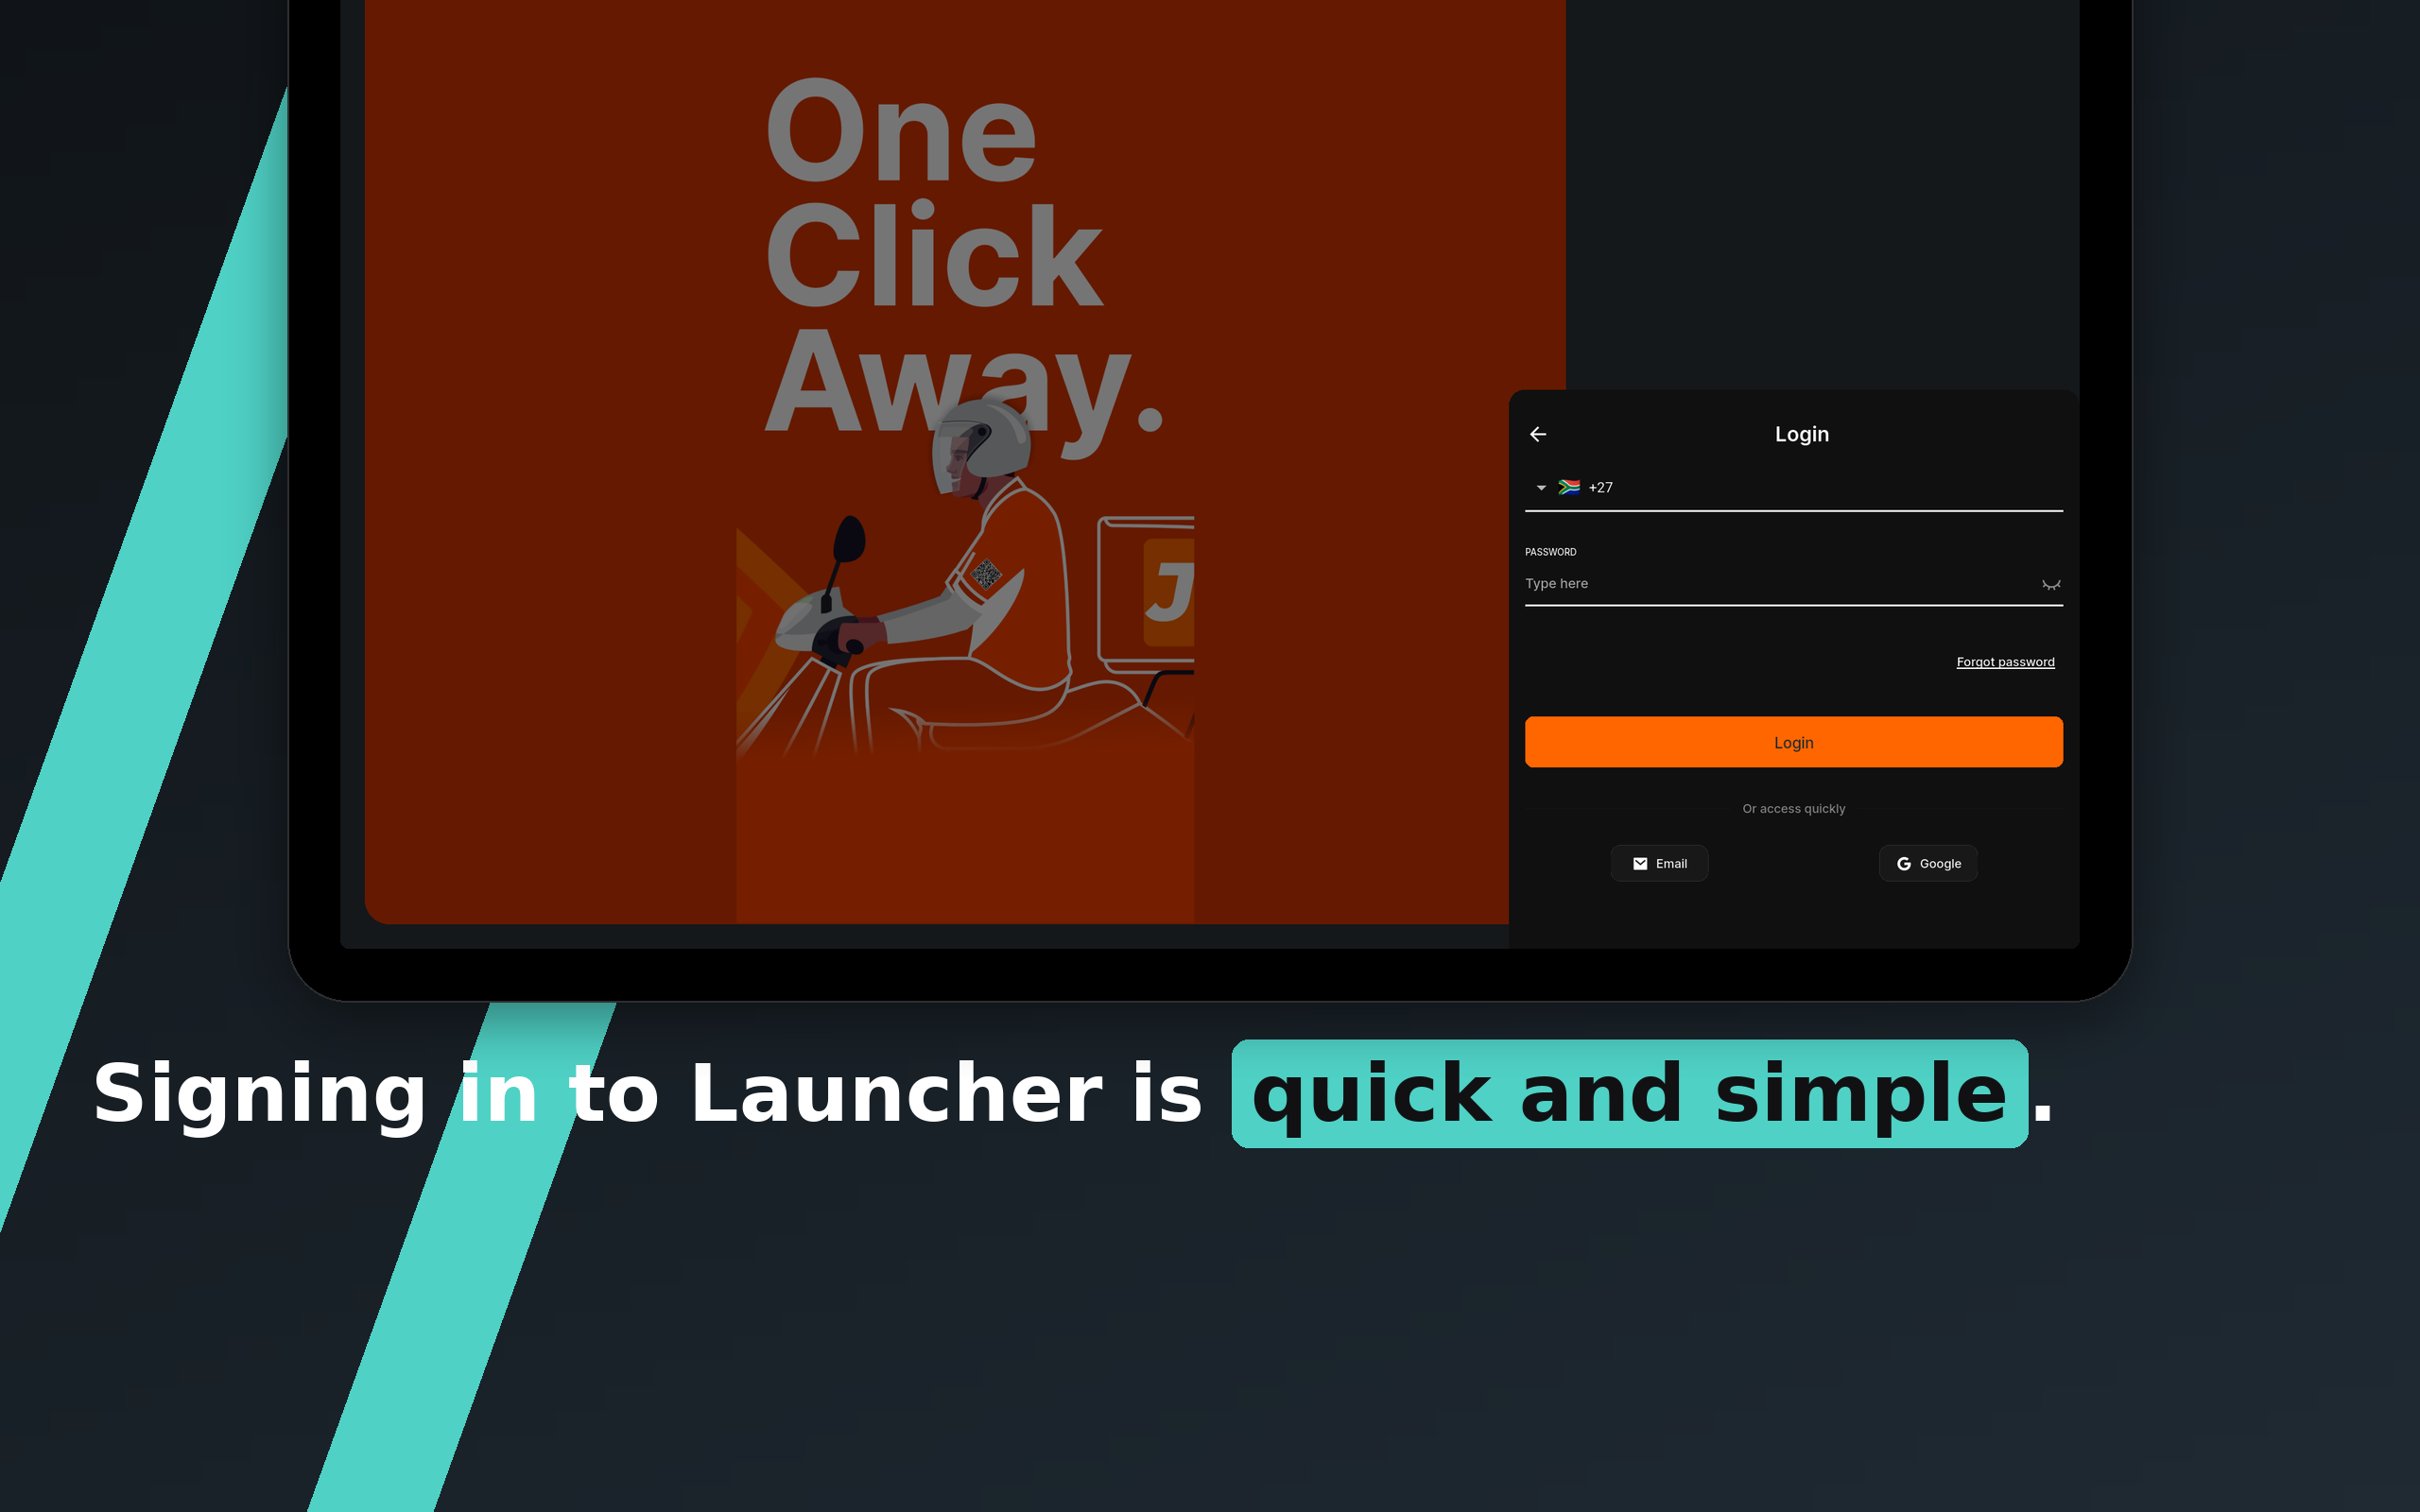 One
Click
Away.
J
Login
+27
PASSWORD
Type here
Forgot password
Login
Or access quickly
Email
Google
Signing in to Launcher is quick and simple.